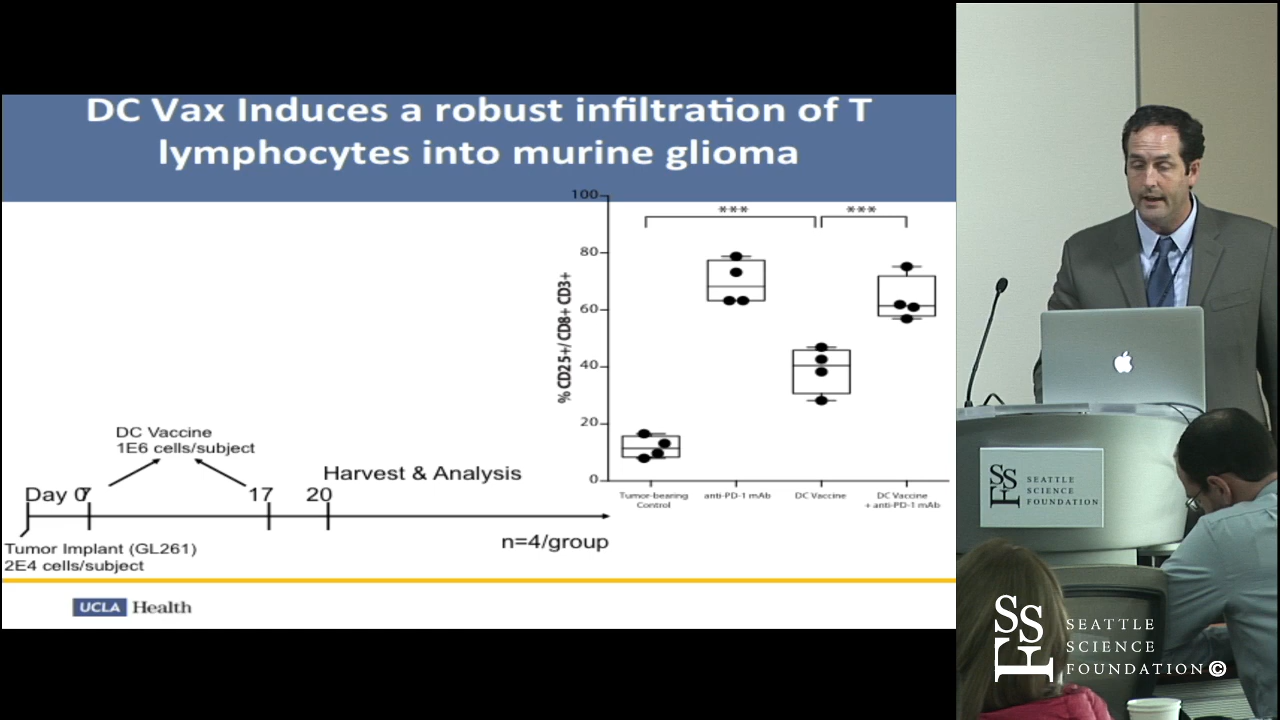 DC Vax Induces a robust infiltration of T
lymphocytes into murine glioma
100
80
60
40
20
0
% CD25+/ CD8+ CD3+
***
***
Tumor-bearing
Control
anti-PD-1 mAb
DC Vaccine
DC Vaccine
+ anti-PD-1 mAb
DC Vaccine
1E6 cells/subject
Harvest & Analysis
Day 0
7
17
20
n=4/group
Tumor Implant (GL261)
2E4 cells/subject
UCLA Health
SSF
SEATTLE
SCIENCE
FOUNDATION
SSF
SEATTLE
SCIENCE
FOUNDATION©